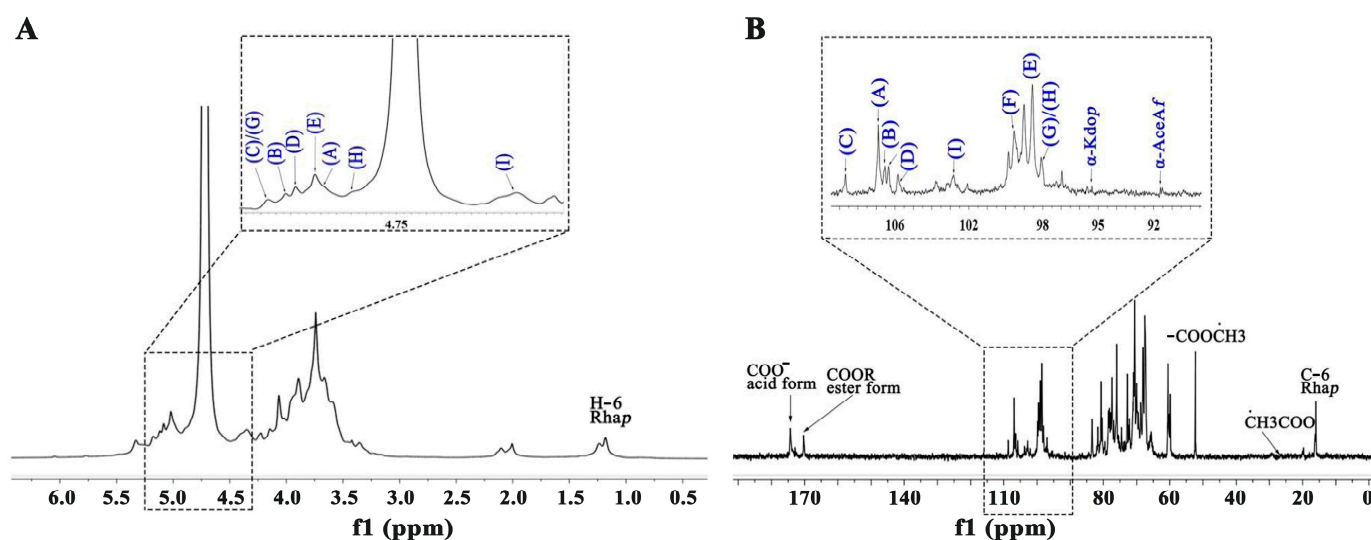 A
(C)/(G)
(B)
(D)
(E)
(A)
(H)
(I)
4.75
H-6
Rhap
6.0 5.5 5.0 4.5 4.0 3.5 3.0 2.5 2.0 1.5 1.0 0.5
f1 (ppm)
B
(C)
(A)
(B)
(D)
(I)
(F)
(E)
(G)/(H)
α-Kdop
α-AceAf
106 102 98 95 92
COO⁻
acid form
COOR
ester form
-COOCH3
CH3COO
C-6
Rhap
170 140 110 80 60 40 20 0
f1 (ppm)